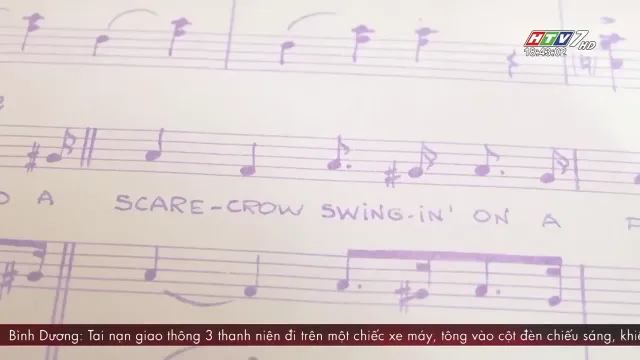 HTV7 HD
18:43:02
A SCARE-CROW SWING-IN' ON A
Bình Dương: Tai nạn giao thông 3 thanh niên đi trên một chiếc xe máy, tông vào cột đèn chiếu sáng, khiế